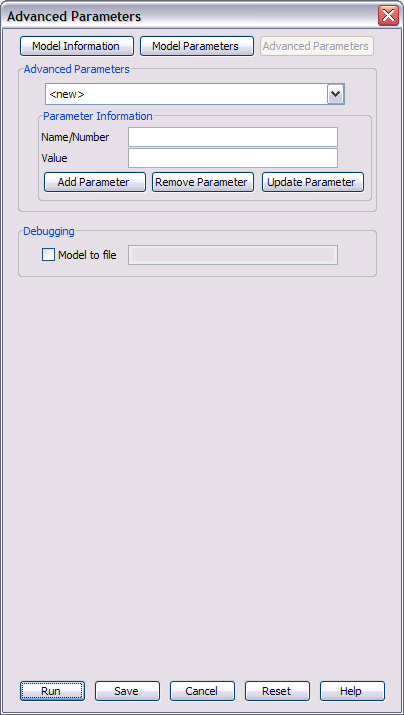 Advanced Parameters
Model Information Model Parameters Advanced Parameters
Advanced Parameters
<new>
Parameter Information
Name/Number
Value
Add Parameter Remove Parameter Update Parameter
Debugging
Model to file
Run Save Cancel Reset Help